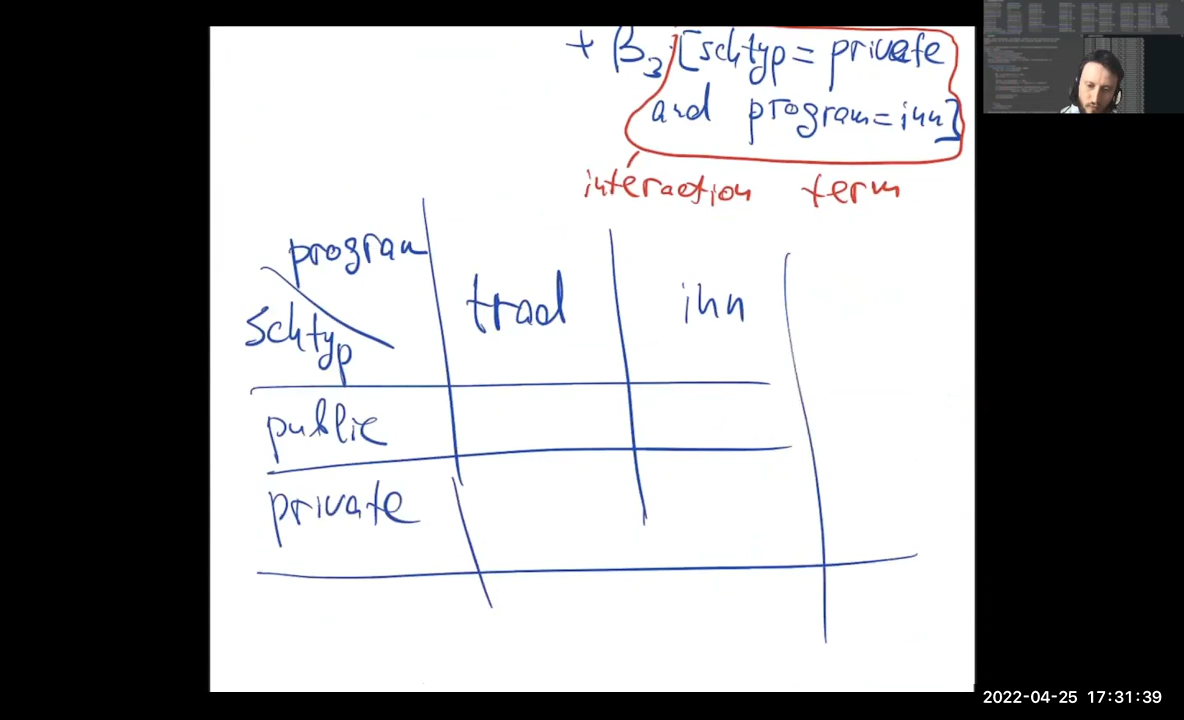 + β₃ [schtyp = private
and program = inn]
interaction term
program
schtyp
trad inn
public
private
2022-04-25 17:31:39